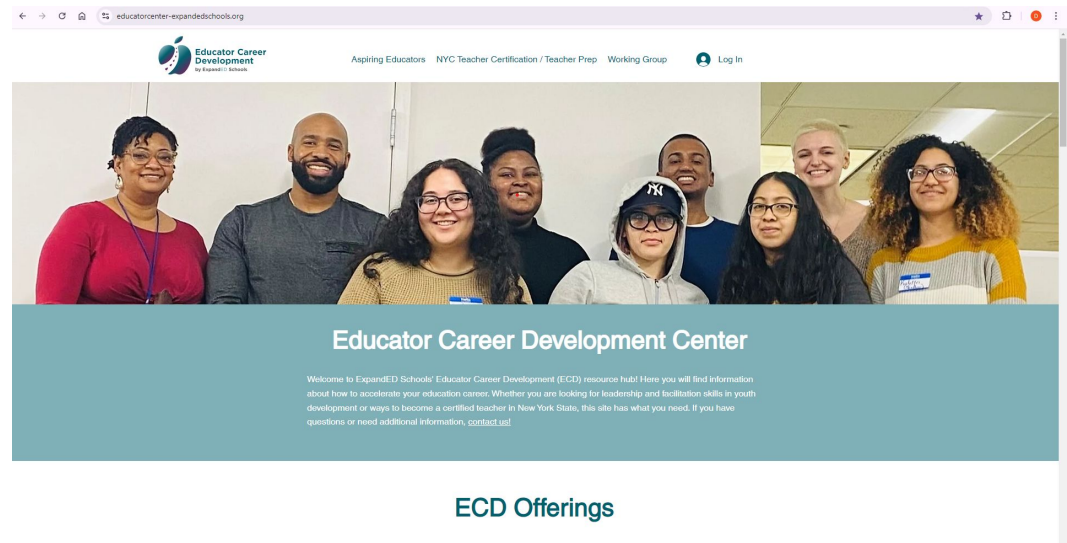 educatorcenter-expandedschools.org
Educator Career
Development
by ExpandED Schools
Aspiring Educators NYC Teacher Certification / Teacher Prep Working Group Log In
Educator Career Development Center
Welcome to ExpandED Schools' Educator Career Development (ECD) resource hub! Here you will find information
about how to accelerate your education career. Whether you are looking for leadership and facilitation skills in youth
development or ways to become a certified teacher in New York State, this site has what you need. If you have
questions or need additional information, contact us!
ECD Offerings